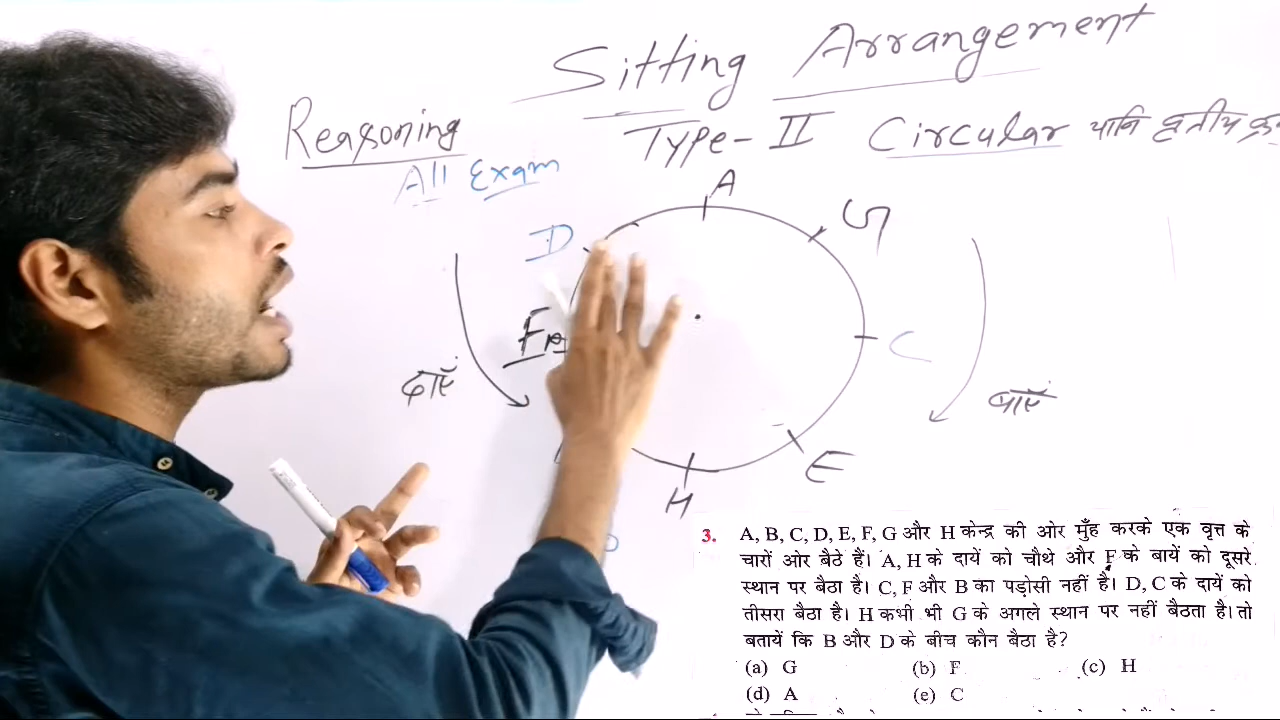 Sitting Arrangement
Reasoning
Type-II Circular यानि
All Exam
A
G
D
C
दाएं
बाएं
E
H
3. A, B, C, D, E, F, G और H केन्द्र की ओर मुँह करके एक वृत्त के
चारों ओर बैठे हैं। A, H के दायें को चौथे और F के बायें को दूसरे
स्थान पर बैठा है। C, F और B का पड़ोसी नहीं है। D, C के दायें को
तीसरा बैठा है। H कभी भी G के अगले स्थान पर नहीं बैठता है। तो
बतायें कि B और D के बीच कौन बैठा है?
(a) G (b) F (c) H
(d) A (e) C